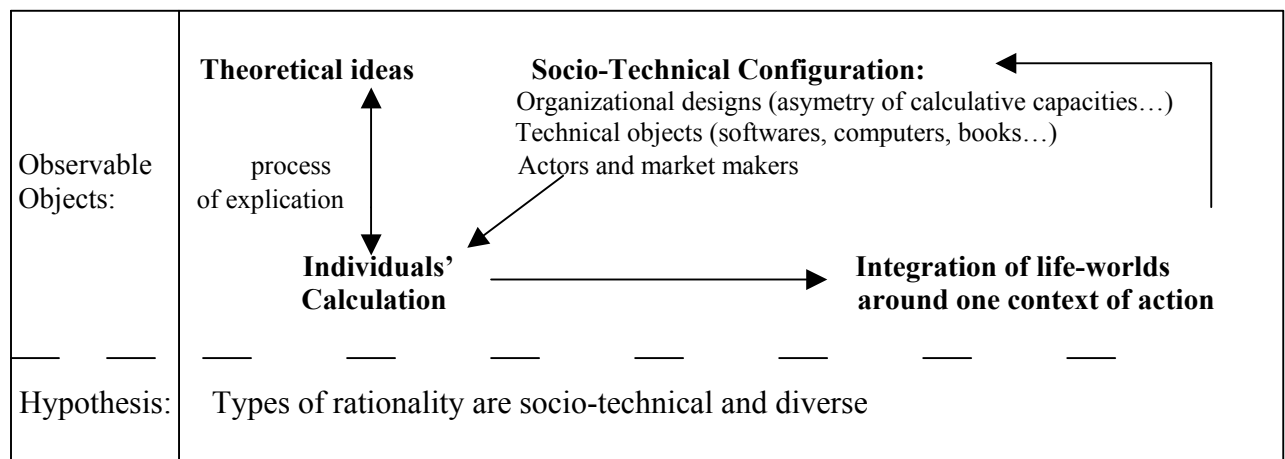 Theoretical ideas
Socio-Technical Configuration:
Organizational designs (asymetry of calculative capacities…)
Technical objects (softwares, computers, books…)
Actors and market makers
Observable
Objects:
process
of explication
Individuals’
Calculation
Integration of life-worlds
around one context of action
Hypothesis:
Types of rationality are socio-technical and diverse